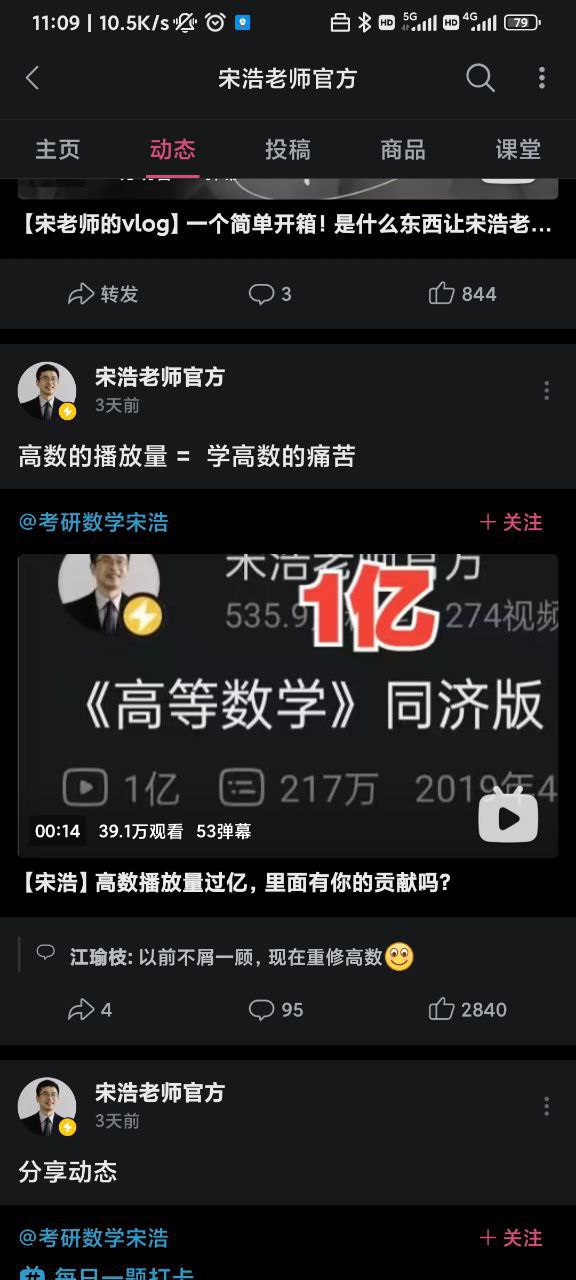 11:09 | 10.5K/s
HD 5G HD 4G 79
宋浩老师官方
主页 动态 投稿 商品 课堂
【宋老师的vlog】一个简单开箱！是什么东西让宋浩老...
转发 3 844
宋浩老师官方
3天前
高数的播放量 = 学高数的痛苦
@考研数学宋浩 + 关注
宋浩老师官方
535.9 1亿 274视频
《高等数学》同济版
1亿 217万 2019年4
00:14 39.1万观看 53弹幕
【宋浩】高数播放量过亿，里面有你的贡献吗？
江瑜枝: 以前不屑一顾，现在重修高数
4 95 2840
宋浩老师官方
3天前
分享动态
@考研数学宋浩 + 关注
每日一题打卡